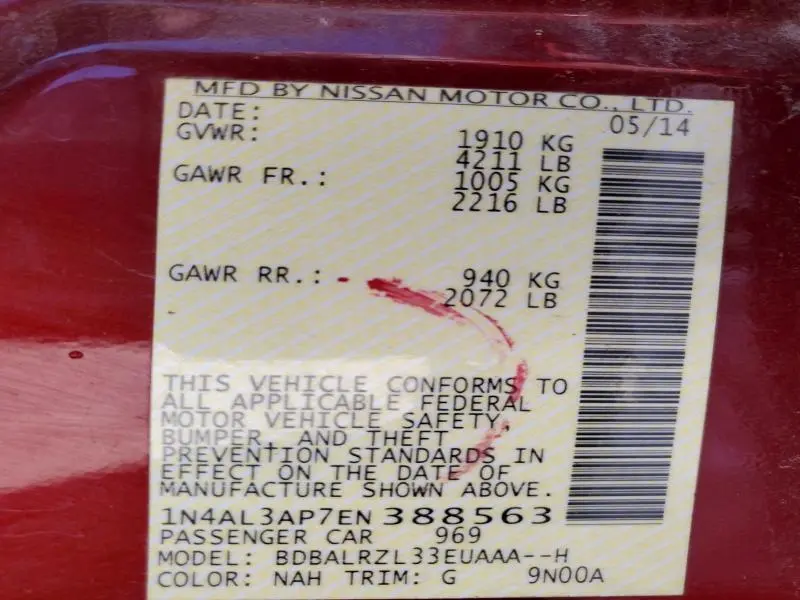 MFD BY NISSAN MOTOR CO., LTD.
DATE: 05/14
GVWR: 1910 KG
4211 LB
GAWR FR.: 1005 KG
2216 LB
GAWR RR.: 940 KG
2072 LB
THIS VEHICLE CONFORMS TO
ALL APPLICABLE FEDERAL
MOTOR VEHICLE SAFETY,
BUMPER, AND THEFT
PREVENTION STANDARDS IN
EFFECT ON THE DATE OF
MANUFACTURE SHOWN ABOVE.
1N4AL3AP7EN388563
PASSENGER CAR 969
MODEL: BDBALRZL33EUAAA--H
COLOR: NAH TRIM: G 9N00A